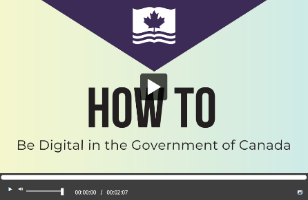 HOW TO
Be Digital in the Government of Canada
00:00:00 | 00:02:07